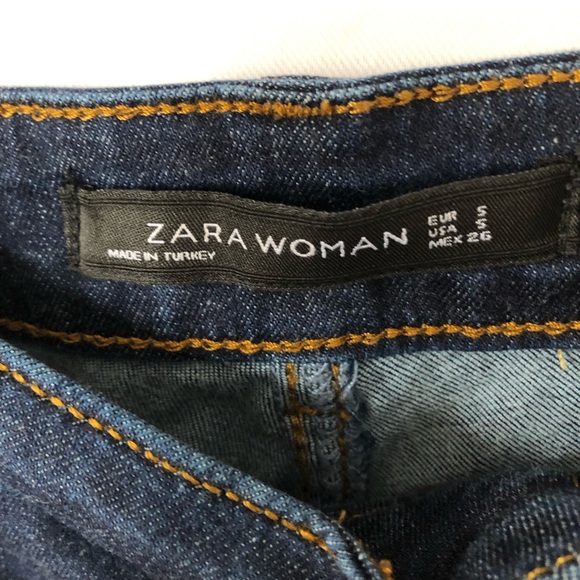 ZARA WOMAN
MADE IN TURKEY
EUR S
USA S
MEX 26